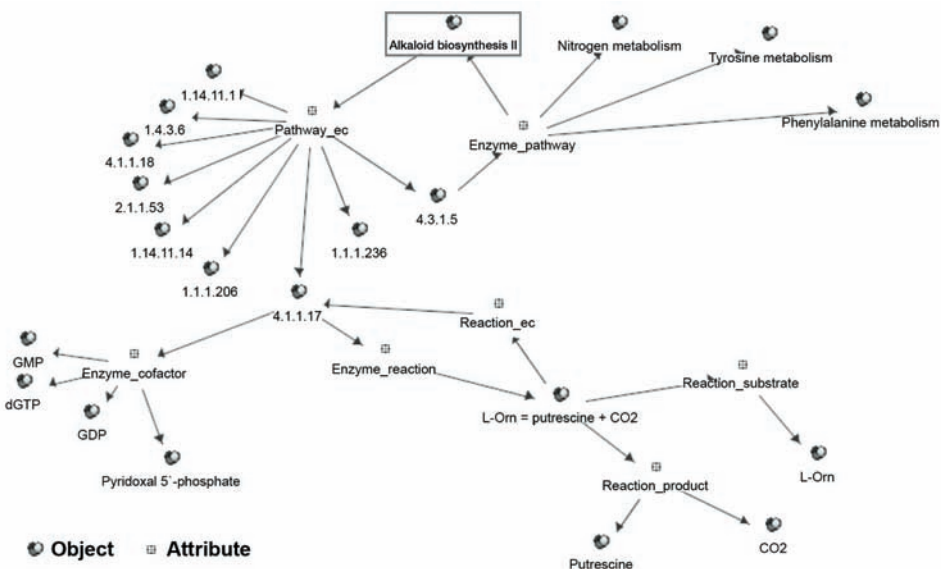 Alkaloid biosynthesis II
Nitrogen metabolism
Tyrosine metabolism
Phenylalanine metabolism
1.14.11.1
1.4.3.6
Pathway_ec
Enzyme_pathway
4.1.1.18
2.1.1.53
4.3.1.5
1.14.11.14
1.1.1.236
1.1.1.206
4.1.1.17
Reaction_ec
GMP
Enzyme_cofactor
Enzyme_reaction
Reaction_substrate
dGTP
GDP
L-Orn = putrescine + CO2
Pyridoxal 5`-phosphate
L-Orn
Reaction_product
Object
Attribute
Putrescine
CO2